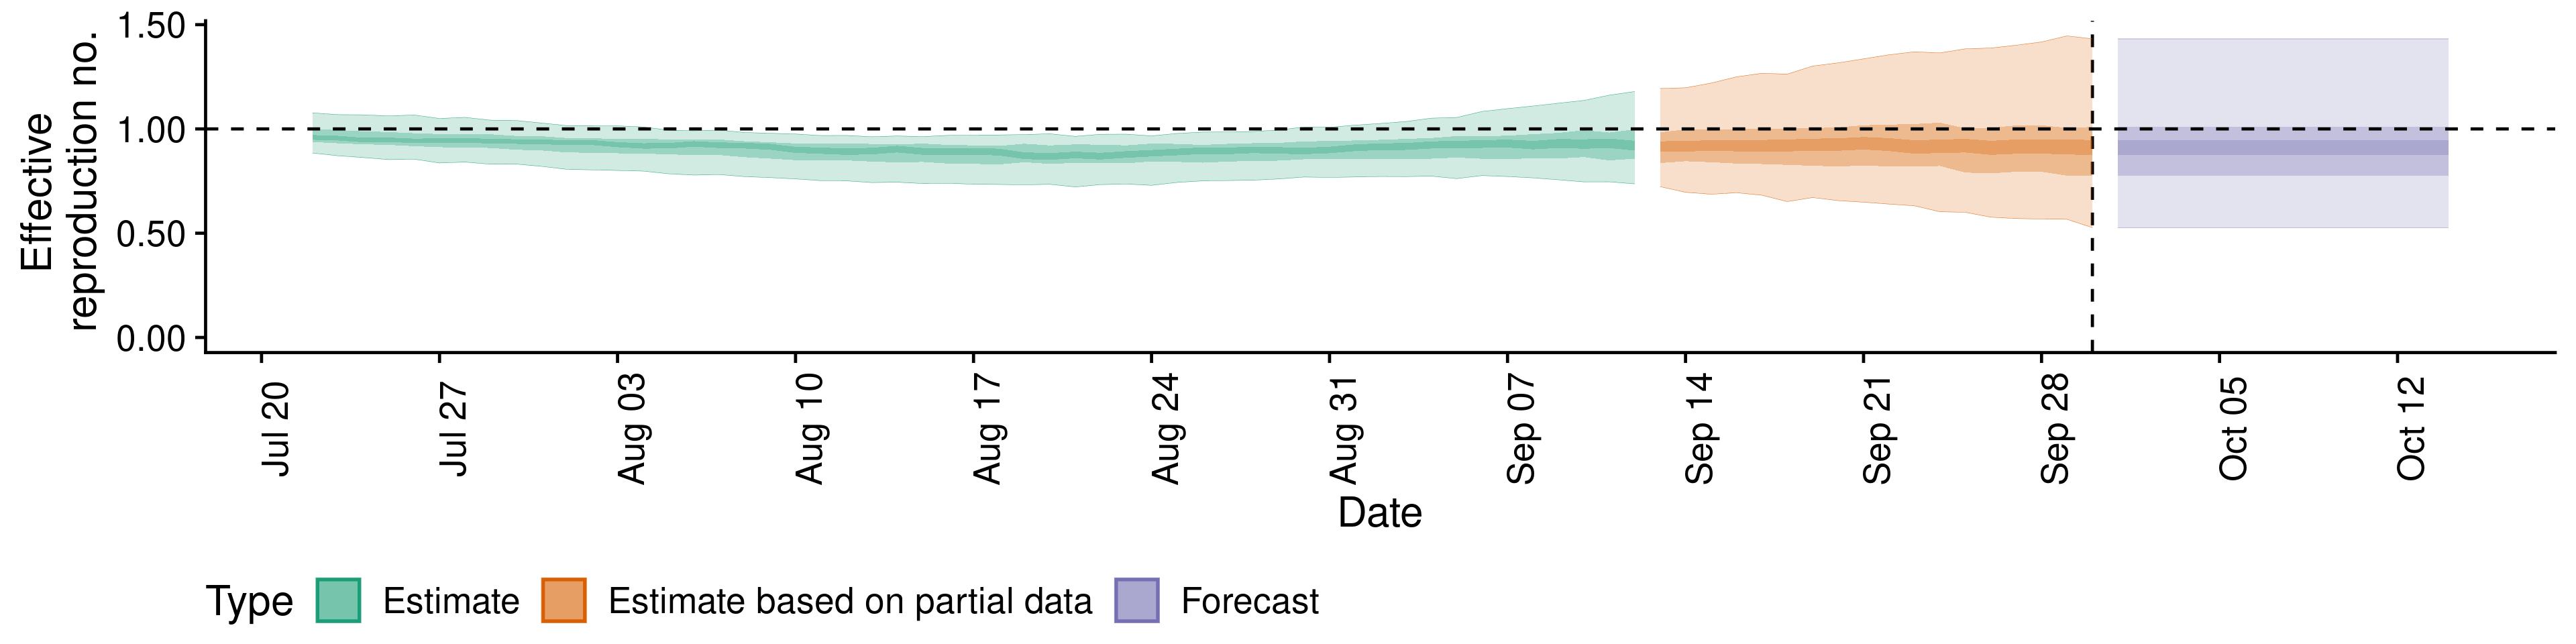 Effective
reproduction no.
1.50
1.00
0.50
0.00
Jul 20
Jul 27
Aug 03
Aug 10
Aug 17
Aug 24
Aug 31
Sep 07
Sep 14
Sep 21
Sep 28
Oct 05
Oct 12
Date
Type Estimate Estimate based on partial data Forecast